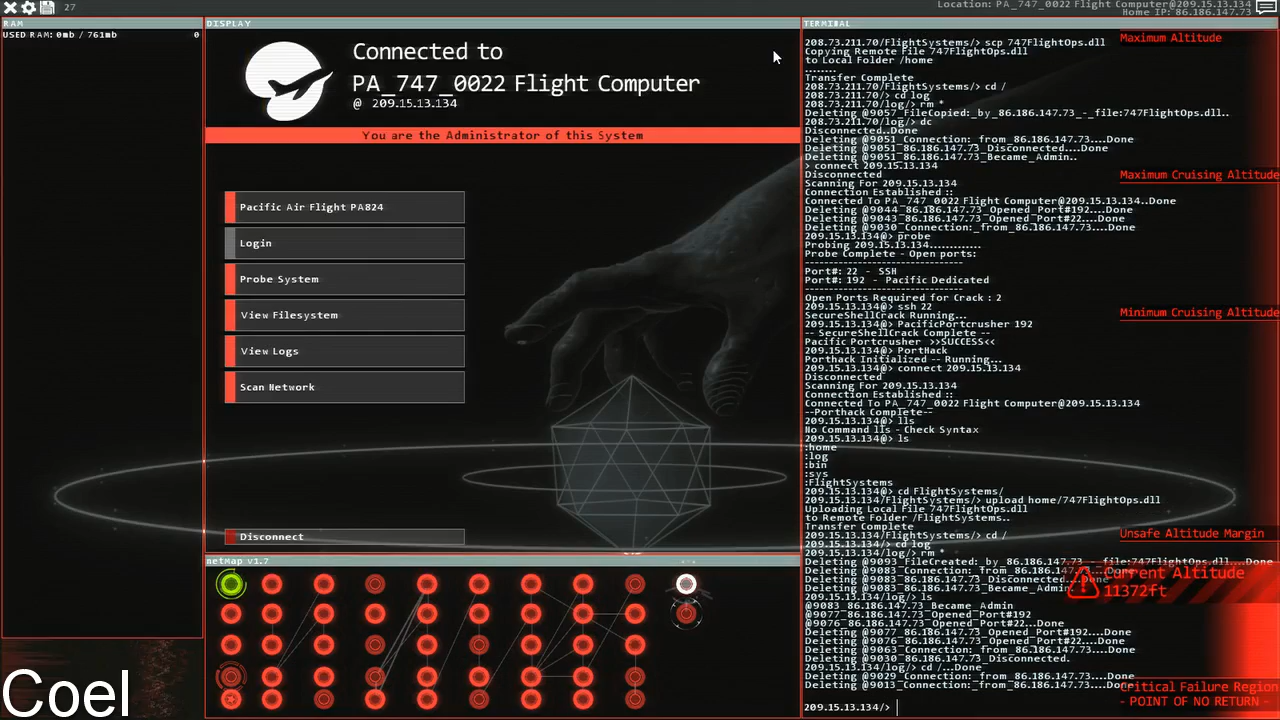 27
Location: PA_747_0022 Flight Computer@209.15.13.134
Home IP: 86.186.147.73
RAM
USED RAM: 0mb / 761mb
0
DISPLAY
Connected to
PA_747_0022 Flight Computer
@ 209.15.13.134
You are the Administrator of this System
Pacific Air Flight PA824
Login
Probe System
View Filesystem
View Logs
Scan Network
Disconnect
netMap v1.7
Coel
TERMINAL
208.73.211.70/FlightSystems/> scp 747FlightOps.dll
Copying Remote File 747FlightOps.dll
to Local Folder /home
........
Transfer Complete
208.73.211.70/FlightSystems/> cd /
208.73.211.70/> cd log
208.73.211.70/log/> rm *
Deleting @9057_FileCopied:_by_86.186.147.73_-_file:747FlightOps.dll..
208.73.211.70/log/> dc
Disconnected..Done
Deleting @9051_Connection:_from_86.186.147.73....Done
Deleting @9051_86.186.147.73_Disconnected....Done
Deleting @9051_86.186.147.73_Became_Admin..
> connect 209.15.13.134
Disconnected
Scanning For 209.15.13.134
Connection Established ::
Connected To PA_747_0022 Flight Computer@209.15.13.134..Done
Deleting @9044_86.186.147.73_Opened_Port#192....Done
Deleting @9043_86.186.147.73_Opened_Port#22....Done
Deleting @9030_Connection:_from_86.186.147.73....Done
209.15.13.134@> probe
Probing 209.15.13.134.............
Probe Complete - Open ports:
---------------------------------
Port#: 22 - SSH
Port#: 192 - Pacific Dedicated
---------------------------------
Open Ports Required for Crack : 2
209.15.13.134@> ssh 22
SecureShellCrack Running...
209.15.13.134@> PacificPortcrusher 192
-- SecureShellCrack Complete --
Pacific Portcrusher >>SUCCESS<<
209.15.13.134@> PortHack
Porthack Initialized -- Running...
209.15.13.134@> connect 209.15.13.134
Disconnected
Scanning For 209.15.13.134
Connection Established ::
Connected To PA_747_0022 Flight Computer@209.15.13.134
--Porthack Complete--
209.15.13.134@> lls
No Command lls - Check Syntax
209.15.13.134@> ls
:home
:log
:bin
:sys
:FlightSystems
209.15.13.134@> cd FlightSystems/
209.15.13.134/FlightSystems/> upload home/747FlightOps.dll
Uploading Local File 747FlightOps.dll
to Remote Folder /FlightSystems..
Transfer Complete
209.15.13.134/FlightSystems/> cd /
209.15.13.134/> cd log
209.15.13.134/log/> rm *
Deleting @9093_FileCreated:_by_86.186.147.73_-_file:747FlightOps.dll....Done
Deleting @9083_Connection:_from_86.186.147.73....Done
Deleting @9083_86.186.147.73_Disconnected....Done
Deleting @9083_86.186.147.73_Became_Admin..
209.15.13.134/log/> ls
@9083_86.186.147.73_Became_Admin
@9077_86.186.147.73_Opened_Port#192
@9076_86.186.147.73_Opened_Port#22....Done
Deleting @9077_86.186.147.73_Opened_Port#192....Done
Deleting @9076_86.186.147.73_Opened_Port#22....Done
Deleting @9063_Connection:_from_86.186.147.73....Done
Deleting @9030_86.186.147.73_Disconnected.
209.15.13.134/log/> cd /...Done
Deleting @9029_Connection:_from_86.186.147.73....Done
Deleting @9013_Connection:_from_86.186.147.73....Done
209.15.13.134/>
Maximum Altitude
Maximum Cruising Altitude
Minimum Cruising Altitude
Unsafe Altitude Margin
Current Altitude
11372ft
Critical Failure Region
- POINT OF NO RETURN -